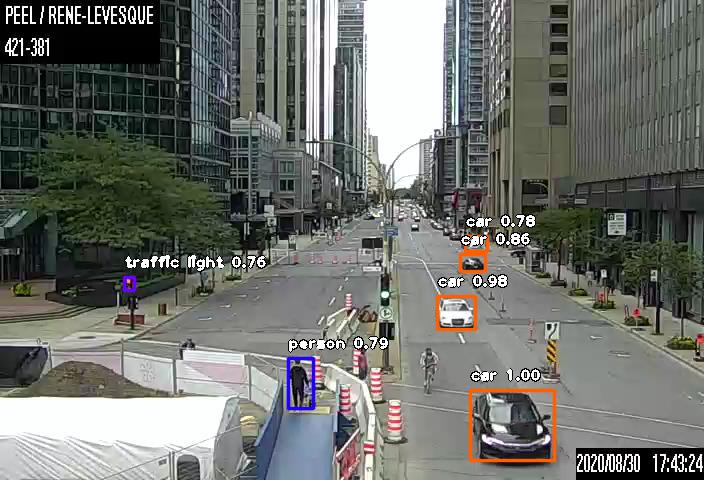 PEEL / RENE-LEVESQUE
421-381
car 0.78
car 0.86
traffic light 0.76
car 0.98
person 0.79
car 1.00
2020/08/30 17:43:24